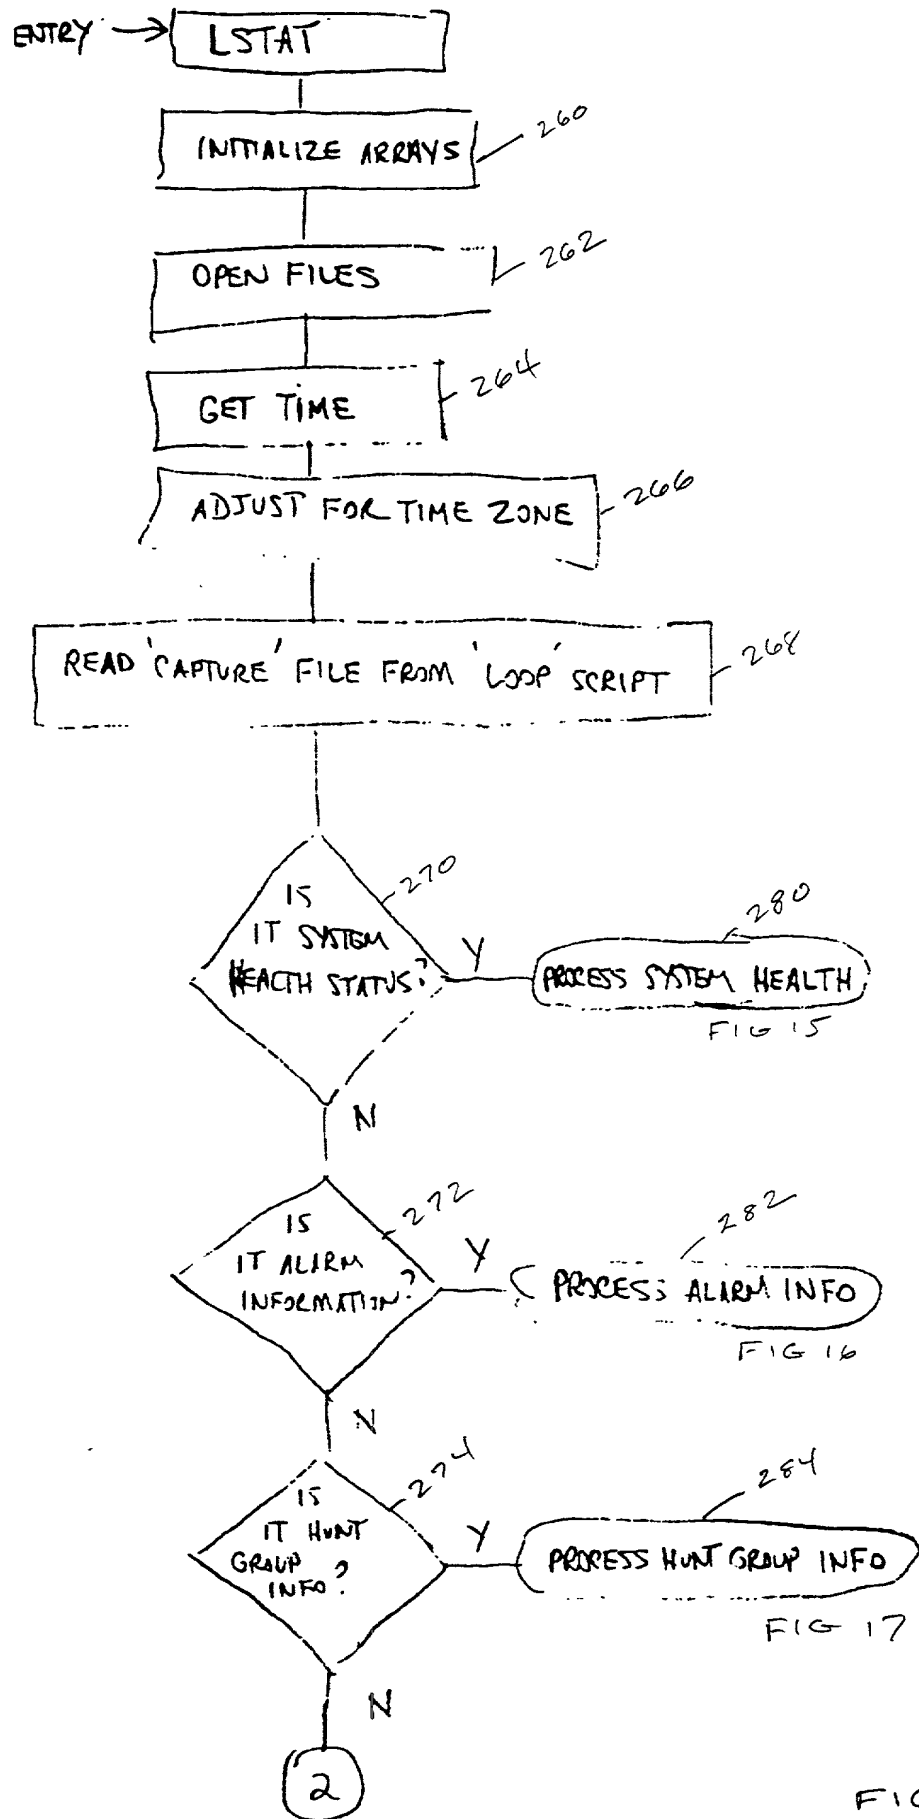 ENTRY → LSTAT
INITIALIZE ARRAYS
260
OPEN FILES
262
GET TIME
264
ADJUST FOR TIME ZONE
266
READ 'CAPTURE' FILE FROM 'LOOP' SCRIPT
268
IS
IT SYSTEM
HEALTH STATUS?
270
Y
280
PROCESS SYSTEM HEALTH
FIG 15
N
IS
IT ALARM
INFORMATION?
272
Y
282
PROCESS ALARM INFO
FIG 16
N
IS
IT HUNT
GROUP
INFO?
274
Y
284
PROCESS HUNT GROUP INFO
FIG 17
N
2
FIG